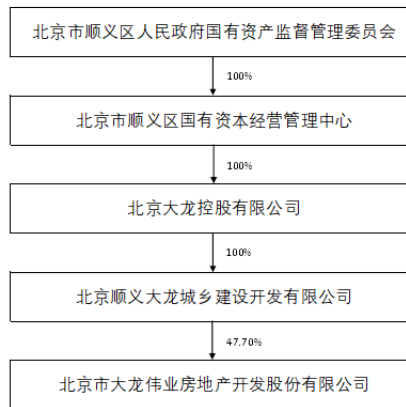 北京市顺义区人民政府国有资产监督管理委员会
100%
北京市顺义区国有资本经营管理中心
100%
北京大龙控股有限公司
100%
北京顺义大龙城乡建设开发有限公司
47.70%
北京市大龙伟业房地产开发股份有限公司